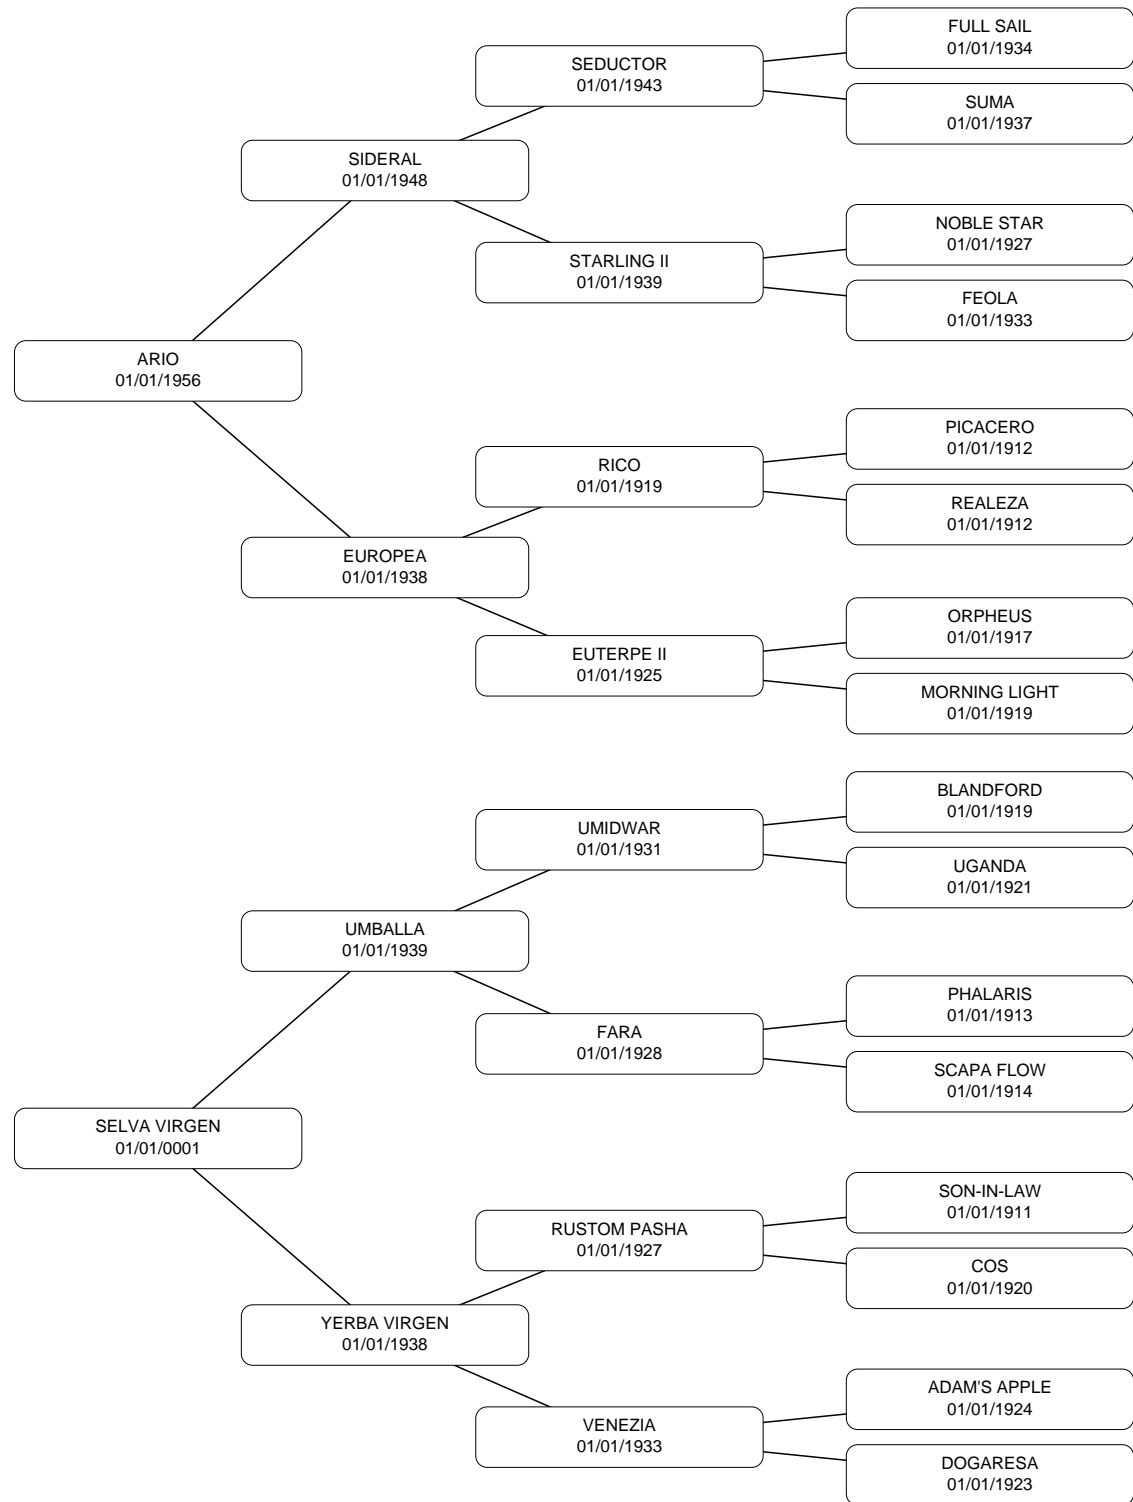 FULL SAIL
01/01/1934
SEDUCTOR
01/01/1943
SUMA
01/01/1937
SIDERAL
01/01/1948
NOBLE STAR
01/01/1927
STARLING II
01/01/1939
FEOLA
01/01/1933
ARIO
01/01/1956
PICACERO
01/01/1912
RICO
01/01/1919
REALEZA
01/01/1912
EUROPEA
01/01/1938
ORPHEUS
01/01/1917
EUTERPE II
01/01/1925
MORNING LIGHT
01/01/1919
BLANDFORD
01/01/1919
UMIDWAR
01/01/1931
UGANDA
01/01/1921
UMBALLA
01/01/1939
PHALARIS
01/01/1913
FARA
01/01/1928
SCAPA FLOW
01/01/1914
SELVA VIRGEN
01/01/0001
SON-IN-LAW
01/01/1911
RUSTOM PASHA
01/01/1927
COS
01/01/1920
YERBA VIRGEN
01/01/1938
ADAM'S APPLE
01/01/1924
VENEZIA
01/01/1933
DOGARESA
01/01/1923